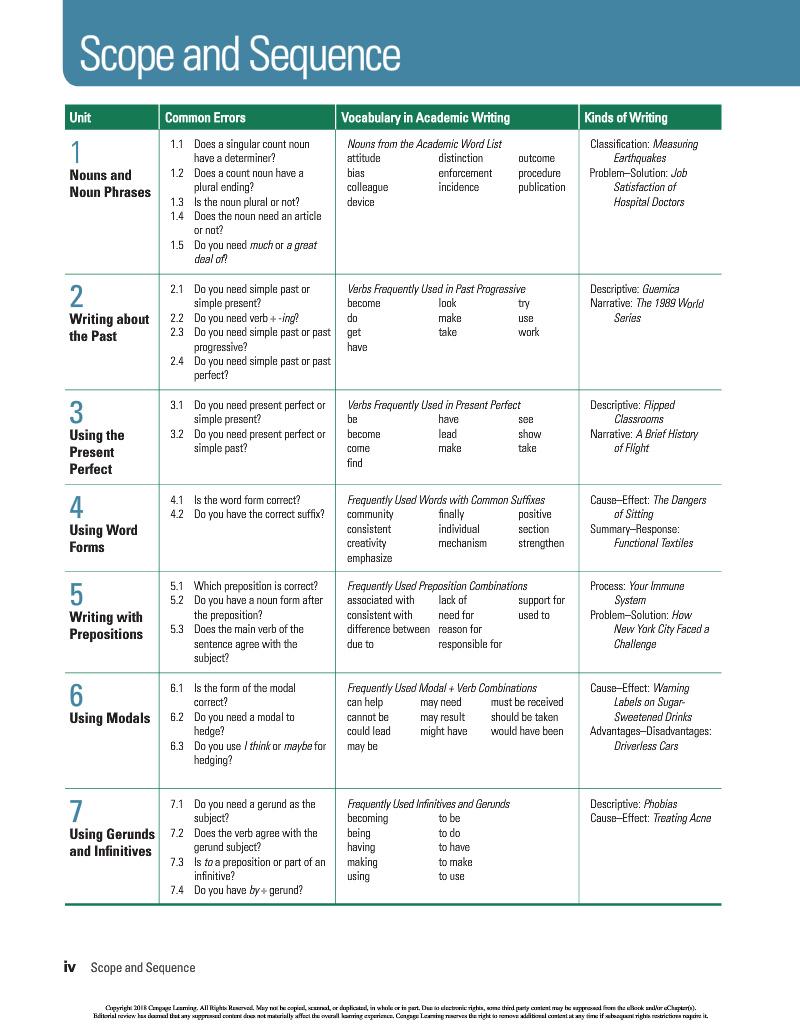 Scope and Sequence
Unit
Common Errors
Vocabulary in Academic Writing
Kinds of Writing
1
Nouns and
Noun Phrases
1.1 Does a singular count noun
have a determiner?
1.2 Does a count noun have a
plural ending?
1.3 Is the noun plural or not?
1.4 Does the noun need an article
or not?
1.5 Do you need much or a great
deal of?
Nouns from the Academic Word List
attitude distinction outcome
bias enforcement procedure
colleague incidence publication
device
Classification: Measuring
Earthquakes
Problem–Solution: Job
Satisfaction of
Hospital Doctors
2
Writing about
the Past
2.1 Do you need simple past or
simple present?
2.2 Do you need verb + -ing?
2.3 Do you need simple past or past
progressive?
2.4 Do you need simple past or past
perfect?
Verbs Frequently Used in Past Progressive
become look try
do make use
get take work
have
Descriptive: Guernica
Narrative: The 1989 World
Series
3
Using the
Present
Perfect
3.1 Do you need present perfect or
simple present?
3.2 Do you need present perfect or
simple past?
Verbs Frequently Used in Present Perfect
be have see
become lead show
come make take
find
Descriptive: Flipped
Classrooms
Narrative: A Brief History
of Flight
4
Using Word
Forms
4.1 Is the word form correct?
4.2 Do you have the correct suffix?
Frequently Used Words with Common Suffixes
community finally positive
consistent individual section
creativity mechanism strengthen
emphasize
Cause–Effect: The Dangers
of Sitting
Summary–Response:
Functional Textiles
5
Writing with
Prepositions
5.1 Which preposition is correct?
5.2 Do you have a noun form after
the preposition?
5.3 Does the main verb of the
sentence agree with the
subject?
Frequently Used Preposition Combinations
associated with lack of support for
consistent with need for used to
difference between reason for
due to responsible for
Process: Your Immune
System
Problem–Solution: How
New York City Faced a
Challenge
6
Using Modals
6.1 Is the form of the modal
correct?
6.2 Do you need a modal to
hedge?
6.3 Do you use I think or maybe for
hedging?
Frequently Used Modal + Verb Combinations
can help may need must be received
cannot be may result should be taken
could lead might have would have been
may be
Cause–Effect: Warning
Labels on Sugar-
Sweetened Drinks
Advantages–Disadvantages:
Driverless Cars
7
Using Gerunds
and Infinitives
7.1 Do you need a gerund as the
subject?
7.2 Does the verb agree with the
gerund subject?
7.3 Is to a preposition or part of an
infinitive?
7.4 Do you have by + gerund?
Frequently Used Infinitives and Gerunds
becoming to be
being to do
having to have
making to make
using to use
Descriptive: Phobias
Cause–Effect: Treating Acne
iv Scope and Sequence
Copyright 2018 Cengage Learning. All Rights Reserved. May not be copied, scanned, or duplicated, in whole or in part. Due to electronic rights, some third party content may be suppressed from the eBook and/or eChapter(s).
Editorial review has deemed that any suppressed content does not materially affect the overall learning experience. Cengage Learning reserves the right to remove additional content at any time if subsequent rights restrictions require it.